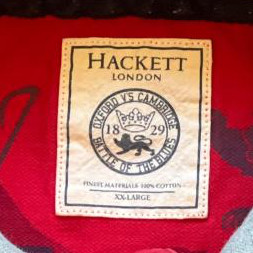 HACKETT
LONDON
OXFORD VS CAMBRIDGE
18 29
BATTLE OF THE BLUES
FINEST MATERIALS 100% COTTON
XX-LARGE